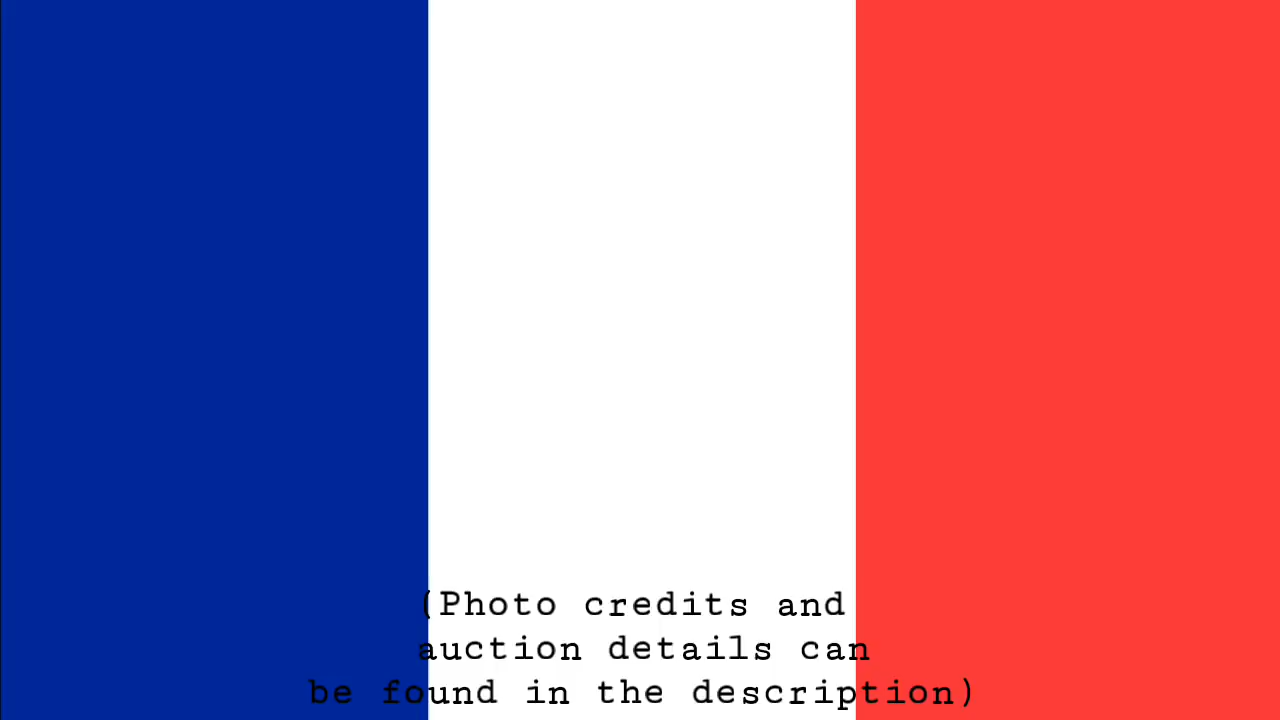 (Photo credits and
auction details can
be found in the description)